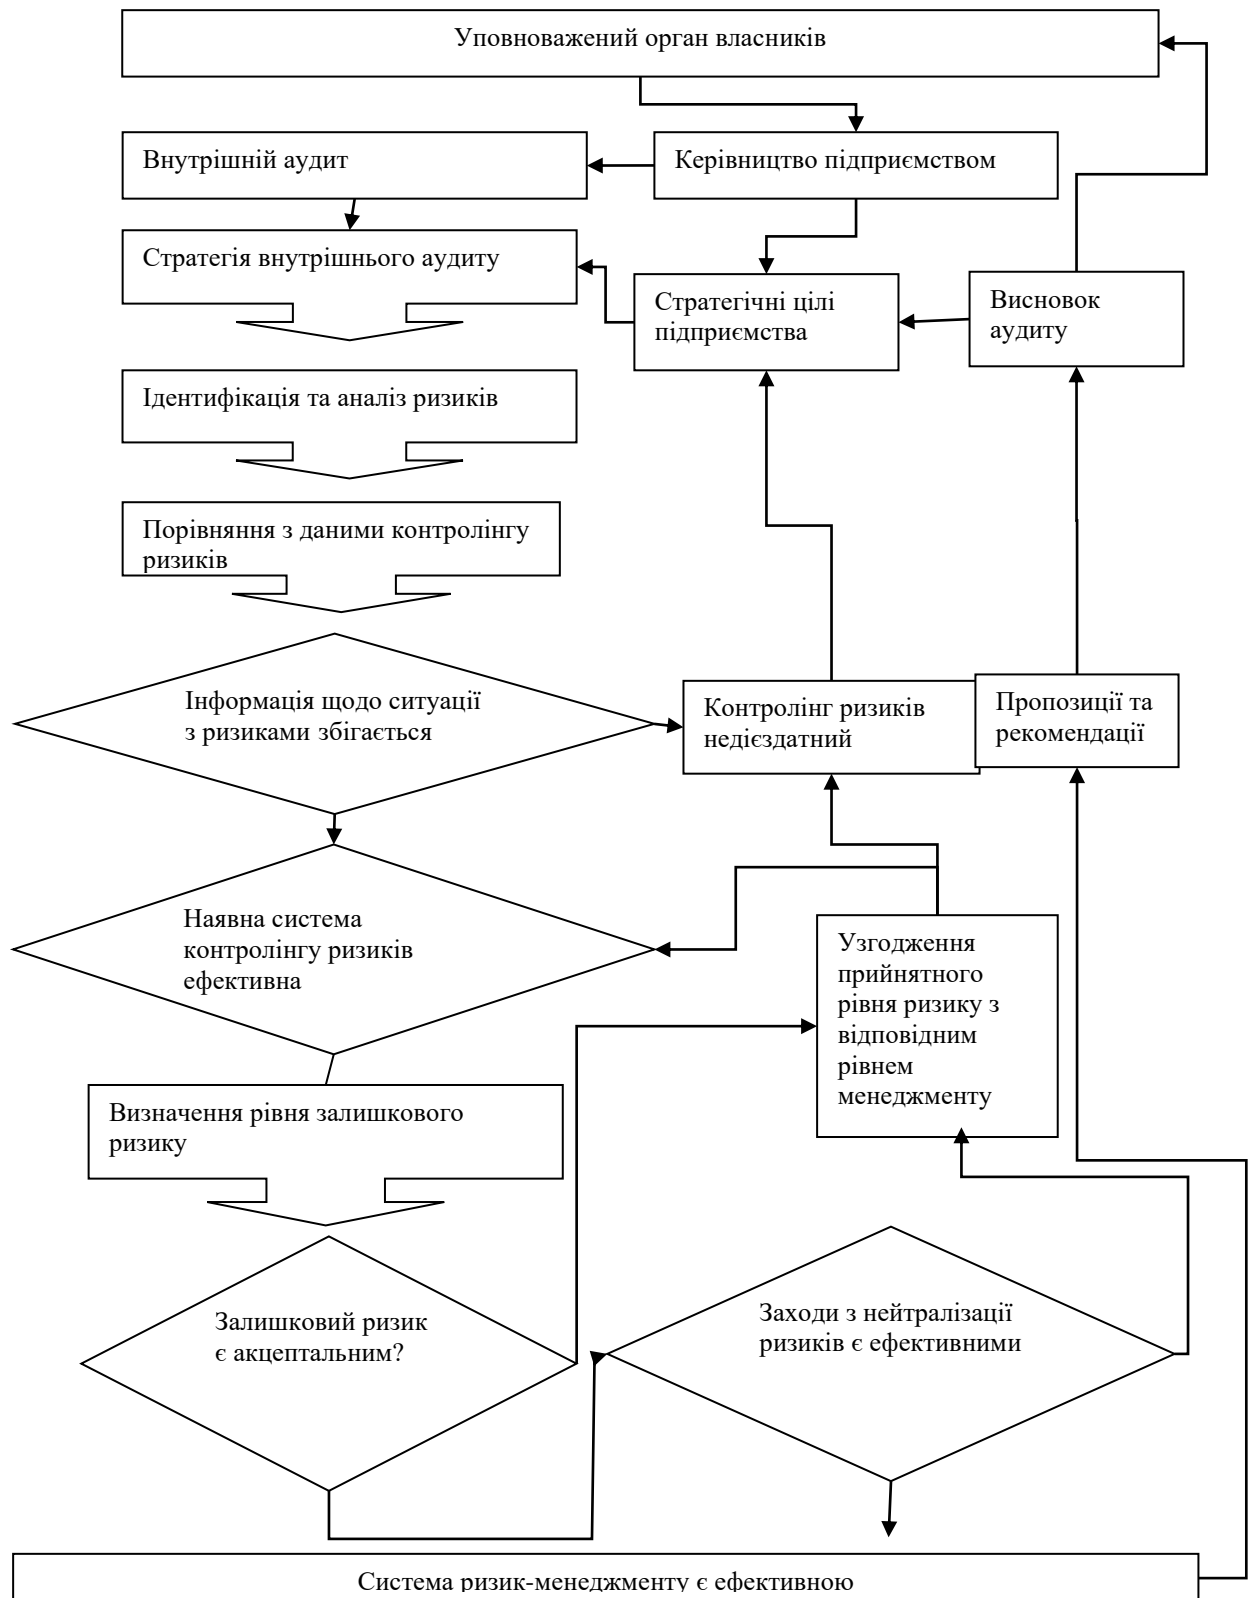 Уповноважений орган власників
Внутрішній аудит
Керівництво підприємством
Стратегія внутрішнього аудиту
Стратегічні цілі
підприємства
Висновок
аудиту
Ідентифікація та аналіз ризиків
Порівняння з даними контролінгу
ризиків
Інформація щодо ситуації
з ризиками збігається
Контролінг ризиків
недієздатний
Пропозиції та
рекомендації
Наявна система
контролінгу ризиків
ефективна
Узгодження
прийнятного
рівня ризику з
відповідним
рівнем
менеджменту
Визначення рівня залишкового
ризику
Залишковий ризик
є акцептальним?
Заходи з нейтралізації
ризиків є ефективними
Система ризик-менеджменту є ефективною